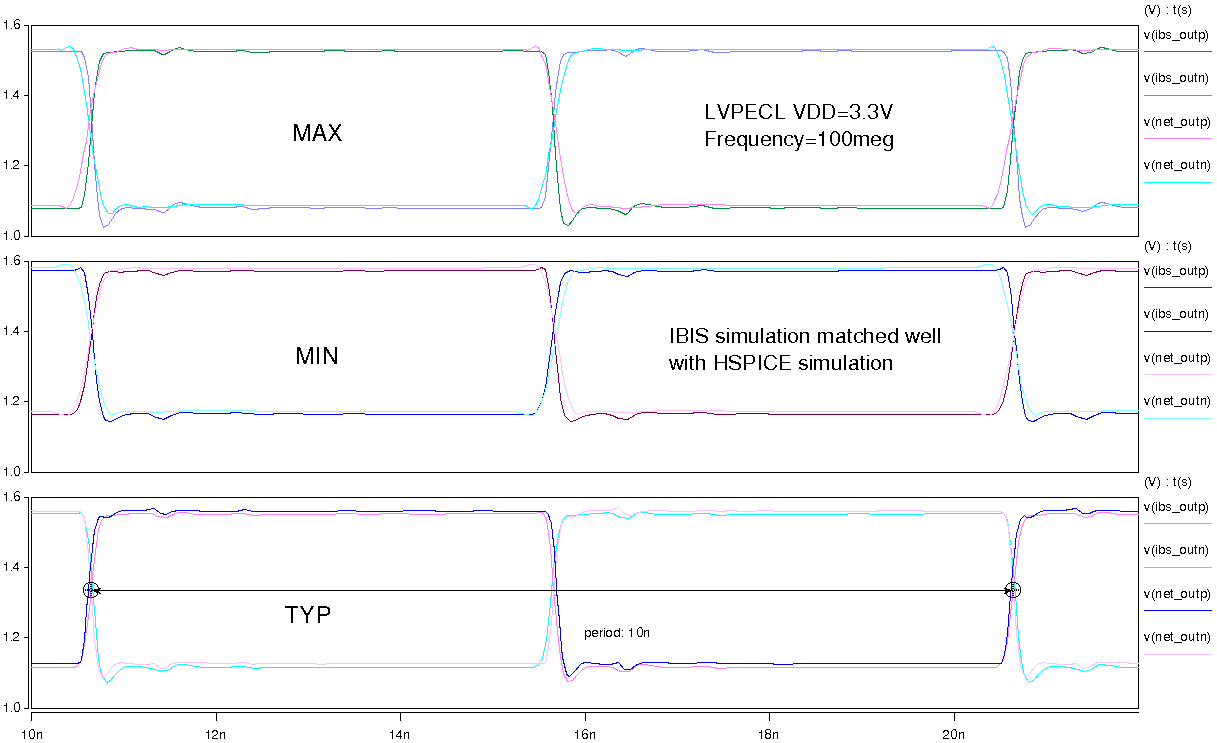 (V) : t(s)
1.6
v(ibs_outp)
v(ibs_outn)
1.4
MAX
LVPECL VDD=3.3V
Frequency=100meg
v(net_outp)
1.2
v(net_outn)
1.0
(V) : t(s)
1.6
v(ibs_outp)
v(ibs_outn)
1.4
MIN
IBIS simulation matched well
with HSPICE simulation
v(net_outp)
1.2
v(net_outn)
1.0
(V) : t(s)
1.6
v(ibs_outp)
v(ibs_outn)
1.4
v(net_outp)
TYP
period: 10n
1.2
v(net_outn)
1.0
10n 12n 14n 16n 18n 20n